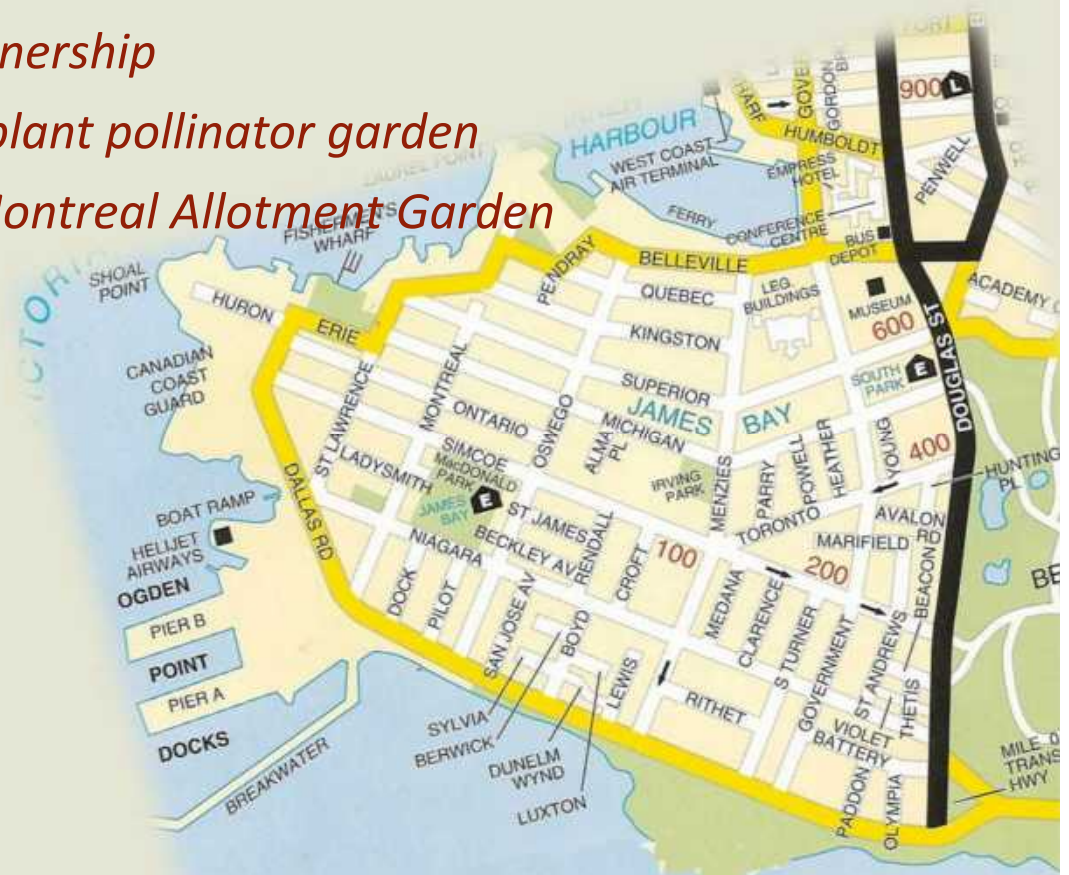 nership
plant pollinator garden
Montreal Allotment Garden
FORT
WHARF
GORDON
900
L
HARBOUR
HUMBOLDT
WEST COAST
AIR TERMINAL
EMPRESS
HOTEL
PENWELL
LAUREL POINT
FISHERMEN'S
WHARF
FERRY
CONFERENCE
CENTRE
BUS
DEPOT
SHOAL
POINT
PENDRAY
BELLEVILLE
HURON
QUEBEC
LEG.
BUILDINGS
MUSEUM
ACADEMY
600
ERIE
KINGSTON
CANADIAN
COAST
GUARD
DOUGLAS ST
ST LAWRENCE
MONTREAL
SUPERIOR
SOUTH
PARK
E
JAMES
BAY
ONTARIO
OSWEGO
ALMA
PL
MICHIGAN
YOUNG
400
SIMCOE
MacDONALD
PARK
LADYSMITH
IRVING
PARK
MENZIES
PARRY
POWELL
HEATHER
HUNTING
PL
DALLAS RD
BOAT RAMP
JAMES
BAY
E
ST JAMES
TORONTO
AVALON
RD
HELIJET
AIRWAYS
NIAGARA
BECKLEY AV
RENDALL
CROFT
100
MARIFIELD
200
BEACON
BE
OGDEN
PIER B
POINT
PIER A
DOCKS
DOCK
PILOT
SAN JOSE AV
BOYD
LEWIS
MEDANA
CLARENCE
S TURNER
GOVERNMENT
ST ANDREWS
THETIS
RITHET
SYLVIA
BERWICK
DUNELM
WYND
LUXTON
VIOLET
BATTERY
PADDON
OLYMPIA
BREAKWATER
MILE 0
TRANS
HWY